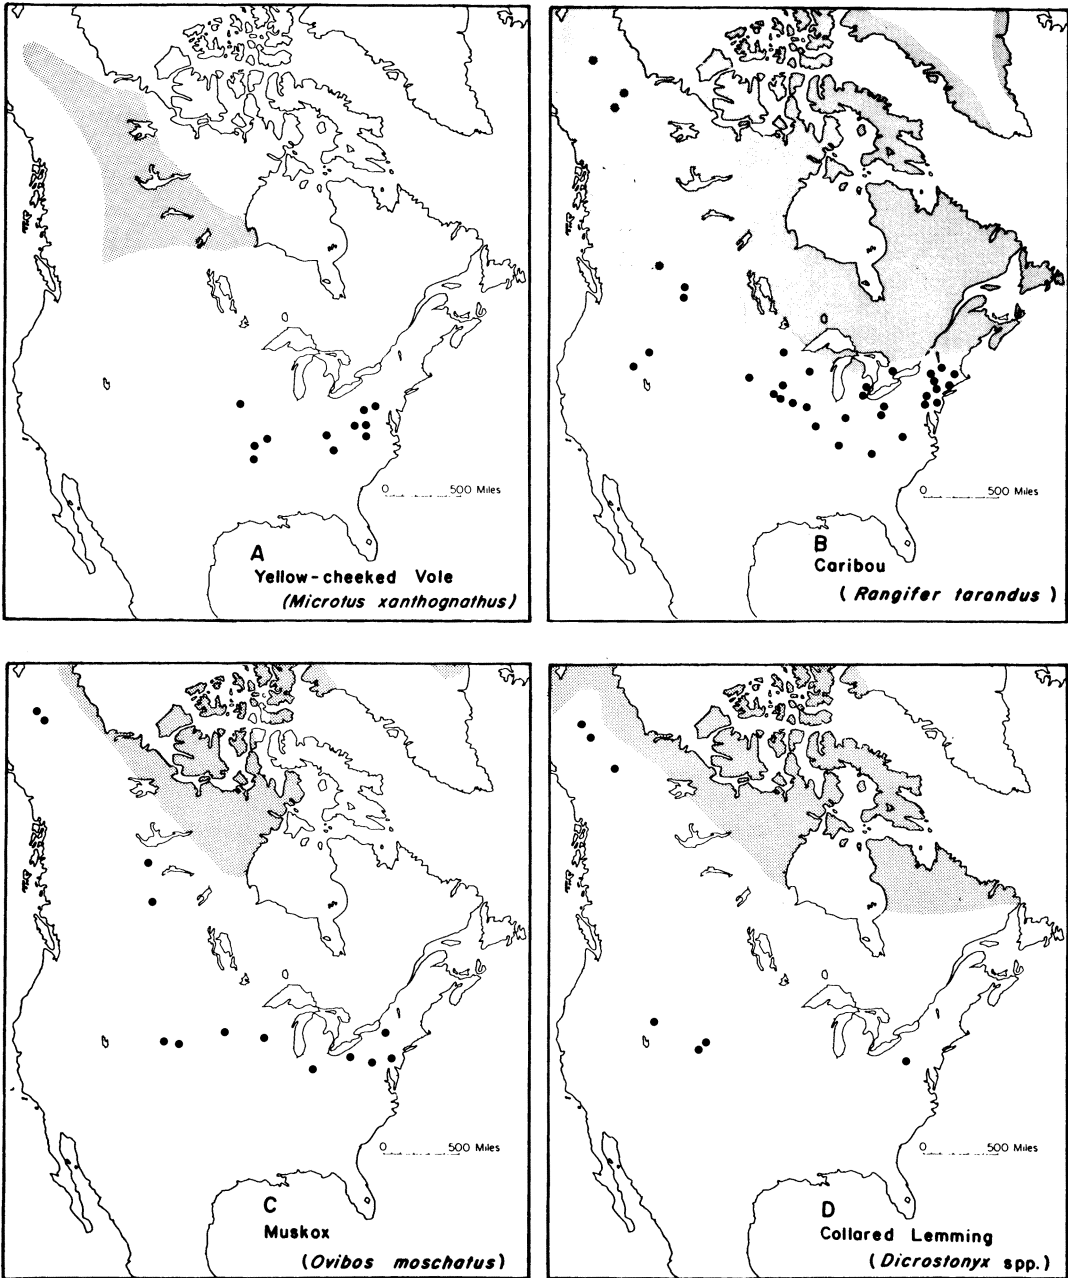 0 500 Miles
A
Yellow-cheeked Vole
(Microtus xanthognathus)
0 500 Miles
B
Caribou
(Rangifer tarandus)
0 500 Miles
C
Muskox
(Ovibos moschatus)
0 500 Miles
D
Collared Lemming
(Dicrostonyx spp.)